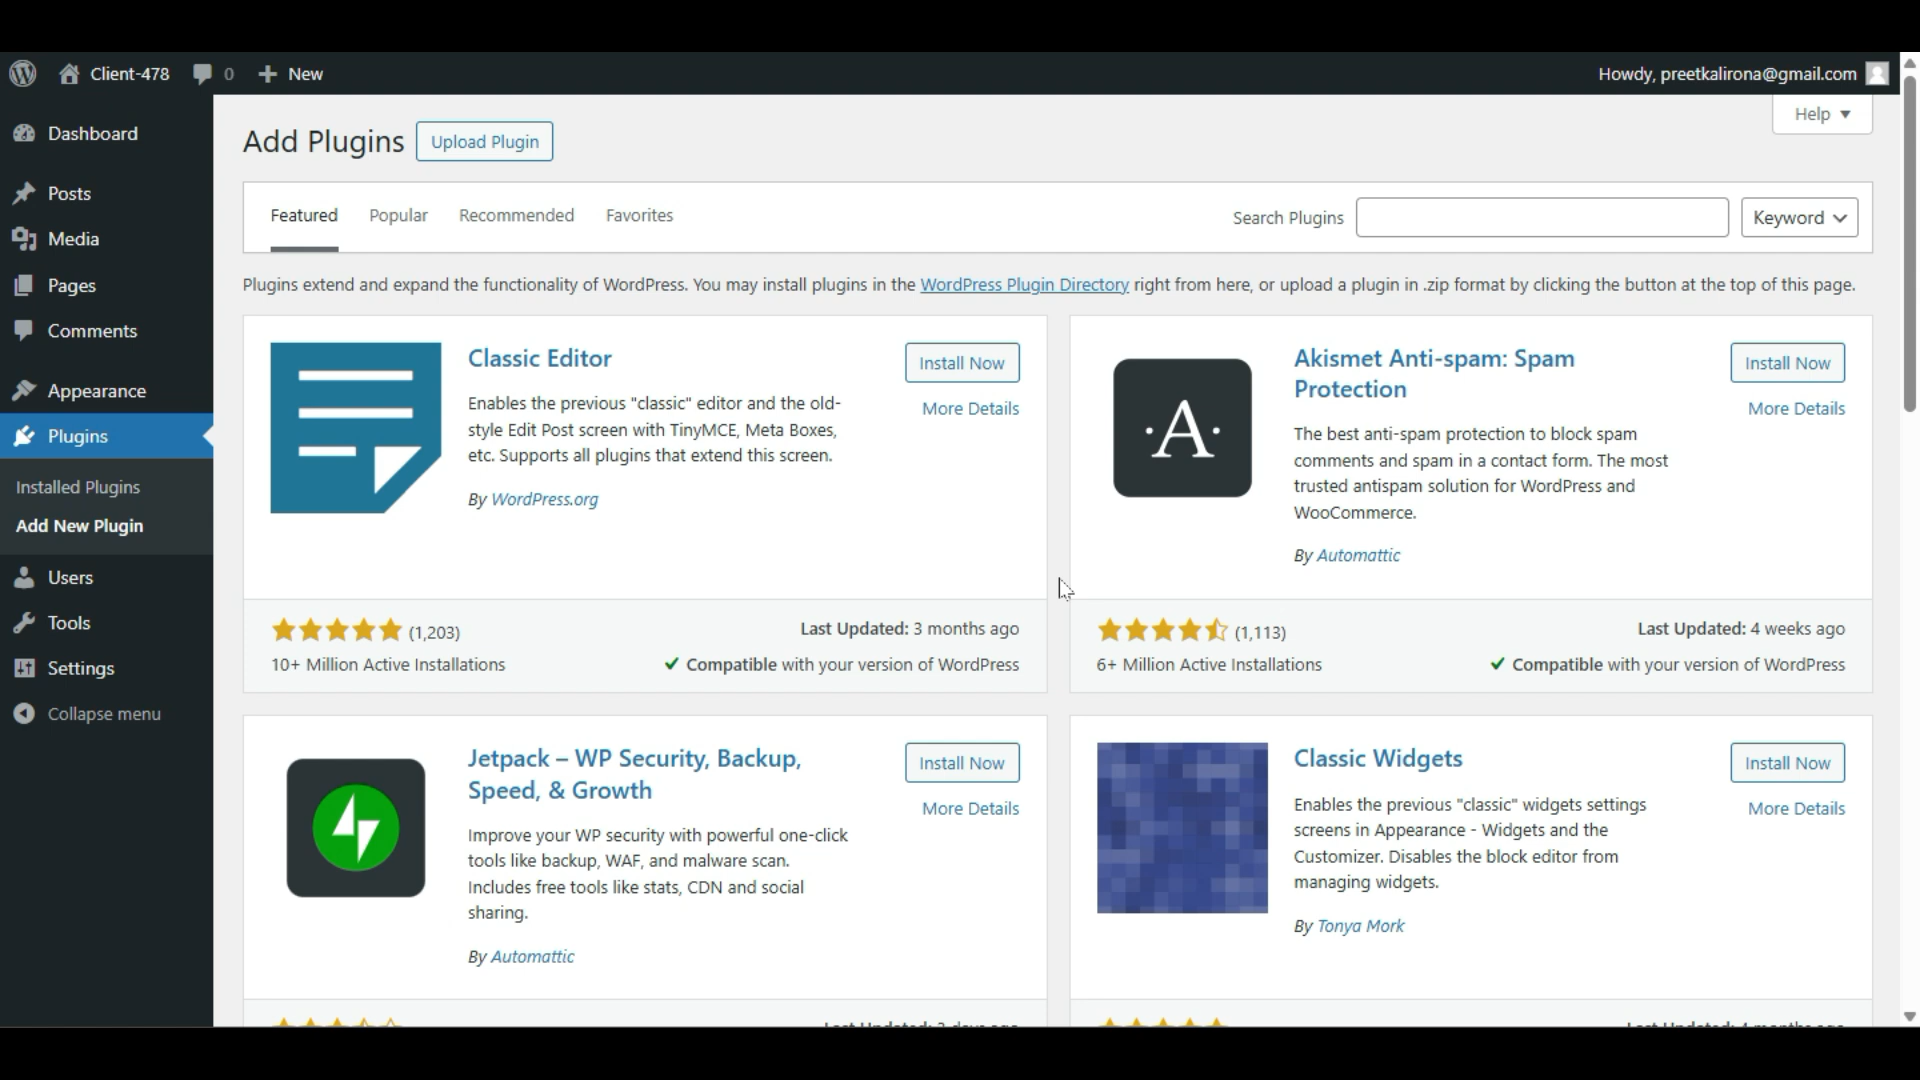 Client-478 0 New Howdy, preetkalirona@gmail.com
Help
Dashboard
Posts
Media
Pages
Comments
Appearance
Plugins
Installed Plugins
Add New Plugin
Users
Tools
Settings
Collapse menu
Add Plugins Upload Plugin
Featured Popular Recommended Favorites Search Plugins Keyword
Plugins extend and expand the functionality of WordPress. You may install plugins in the WordPress Plugin Directory right from here, or upload a plugin in .zip format by clicking the button at the top of this page.
Classic Editor
Install Now
More Details
Enables the previous "classic" editor and the old-
style Edit Post screen with TinyMCE, Meta Boxes,
etc. Supports all plugins that extend this screen.
By WordPress.org
(1,203)
Last Updated: 3 months ago
10+ Million Active Installations
Compatible with your version of WordPress
·A·
Akismet Anti-spam: Spam
Protection
Install Now
More Details
The best anti-spam protection to block spam
comments and spam in a contact form. The most
trusted antispam solution for WordPress and
WooCommerce.
By Automattic
(1,113)
Last Updated: 4 weeks ago
6+ Million Active Installations
Compatible with your version of WordPress
Jetpack – WP Security, Backup,
Speed, & Growth
Install Now
More Details
Improve your WP security with powerful one-click
tools like backup, WAF, and malware scan.
Includes free tools like stats, CDN and social
sharing.
By Automattic
Last Updated: 3 days ago
Classic Widgets
Install Now
More Details
Enables the previous "classic" widgets settings
screens in Appearance - Widgets and the
Customizer. Disables the block editor from
managing widgets.
By Tonya Mork
Last Updated: 4 months ago